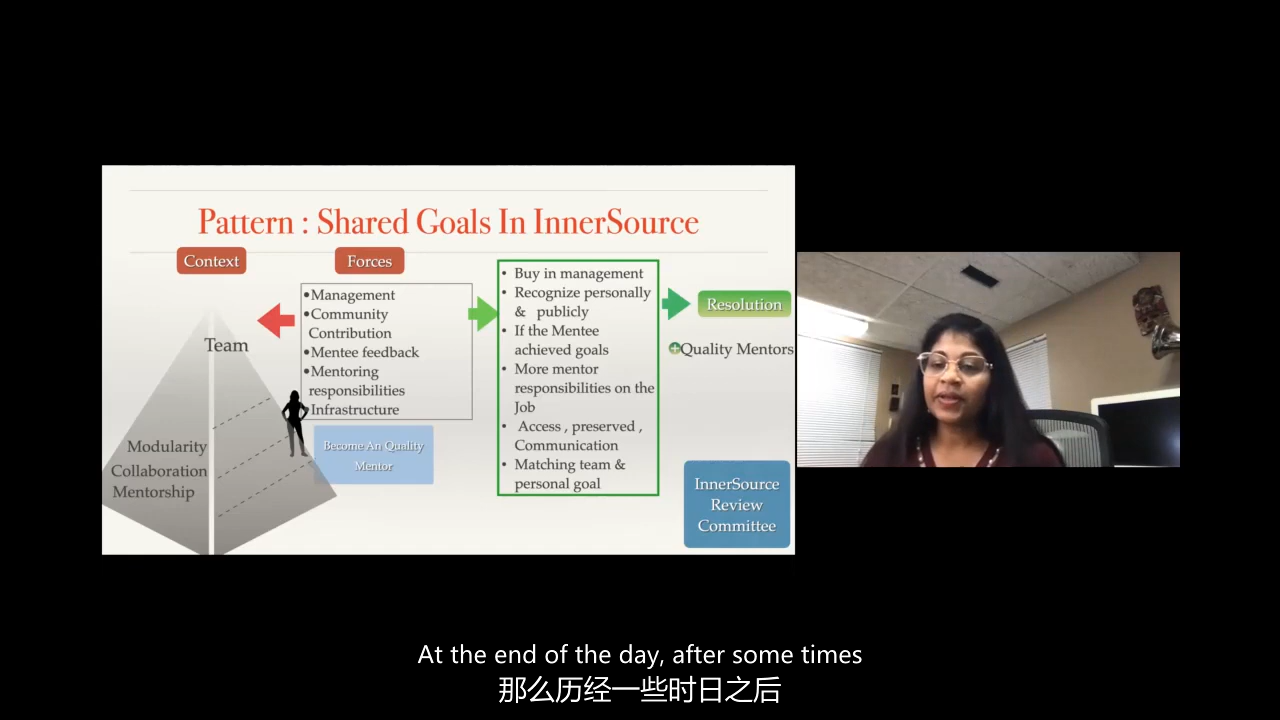 Pattern : Shared Goals In InnerSource
Context
Team
Modularity
Collaboration
Mentorship
Forces
•Management
•Community
Contribution
•Mentee feedback
•Mentoring
responsibilities
•Infrastructure
Become An Quality
Mentor
• Buy in management
• Recognize personally
& publicly
• If the Mentee
achieved goals
• More mentor
responsibilities on the
Job
• Access , preserved ,
Communication
• Matching team &
personal goal
Resolution
Quality Mentors
InnerSource
Review
Committee
At the end of the day, after some times
那么历经一些时日之后